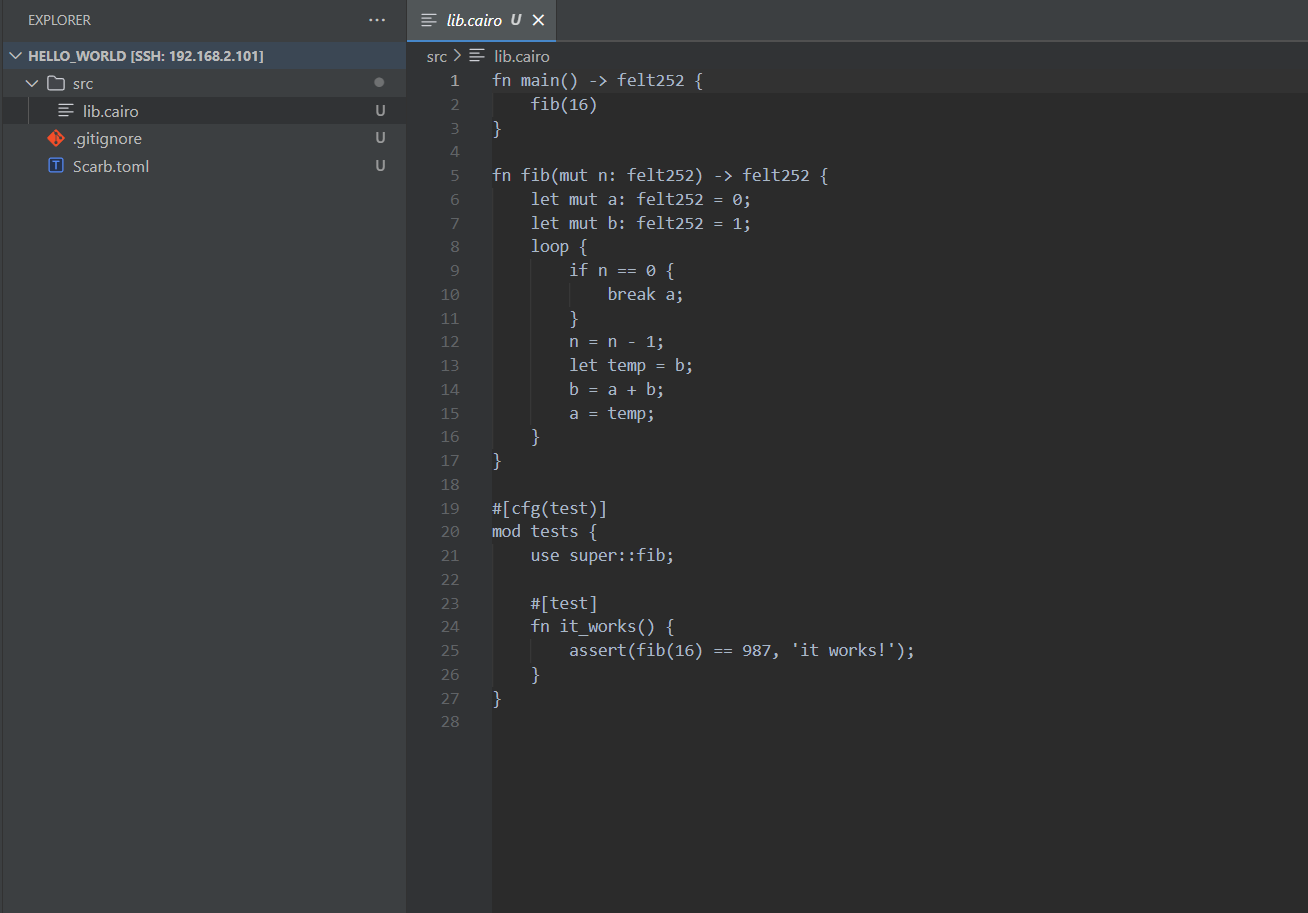 EXPLORER
HELLO_WORLD [SSH: 192.168.2.101]
src
lib.cairo U
.gitignore U
Scarb.toml U
lib.cairo U
src > lib.cairo
1 fn main() -> felt252 {
2     fib(16)
3 }
4
5 fn fib(mut n: felt252) -> felt252 {
6     let mut a: felt252 = 0;
7     let mut b: felt252 = 1;
8     loop {
9         if n == 0 {
10             break a;
11         }
12         n = n - 1;
13         let temp = b;
14         b = a + b;
15         a = temp;
16     }
17 }
18
19 #[cfg(test)]
20 mod tests {
21     use super::fib;
22
23     #[test]
24     fn it_works() {
25         assert(fib(16) == 987, 'it works!');
26     }
27 }
28